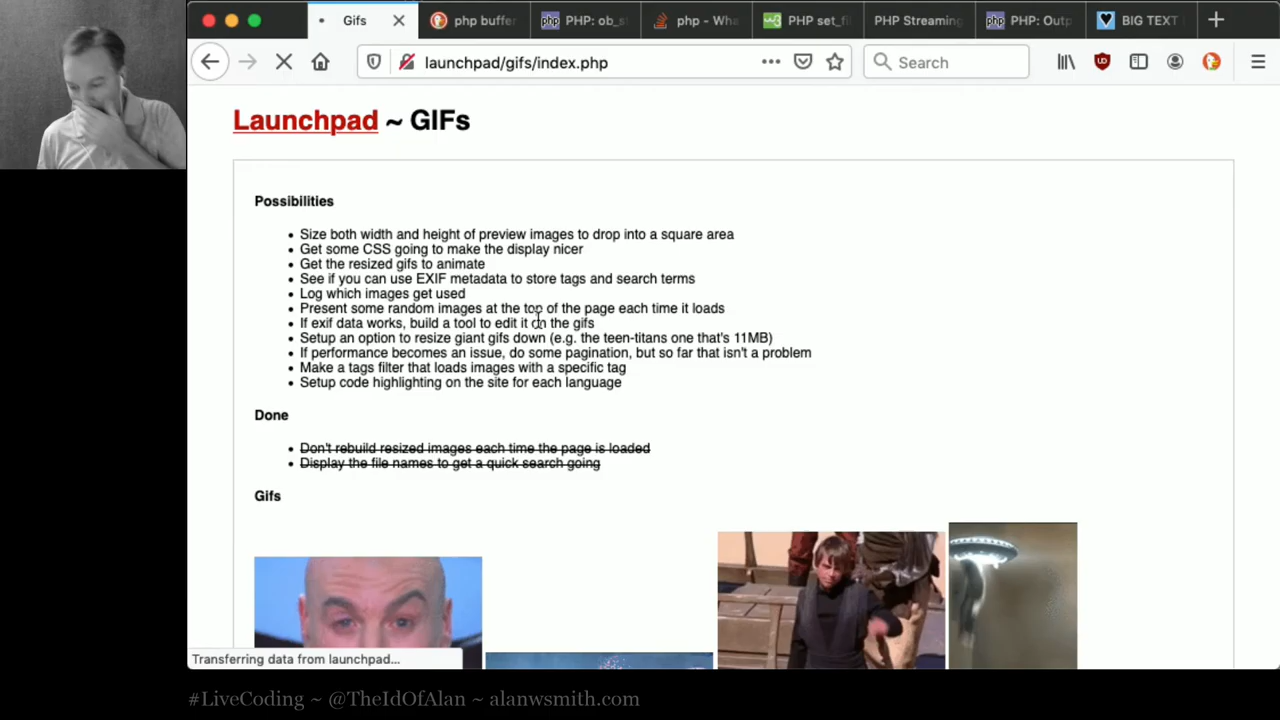 Gifs
php buffer
PHP: ob_s
php - Wha
PHP set_fi
PHP Streaming
PHP: Outp
BIG TEXT
launchpad/gifs/index.php
Search
Launchpad ~ GIFs
Possibilities
Size both width and height of preview images to drop into a square area
Get some CSS going to make the display nicer
Get the resized gifs to animate
See if you can use EXIF metadata to store tags and search terms
Log which images get used
Present some random images at the top of the page each time it loads
If exif data works, build a tool to edit it on the gifs
Setup an option to resize giant gifs down (e.g. the teen-titans one that's 11MB)
If performance becomes an issue, do some pagination, but so far that isn't a problem
Make a tags filter that loads images with a specific tag
Setup code highlighting on the site for each language
Done
Don't rebuild resized images each time the page is loaded
Display the file names to get a quick search going
Gifs
Transferring data from launchpad...
#LiveCoding ~ @TheIdOfAlan ~ alanwsmith.com